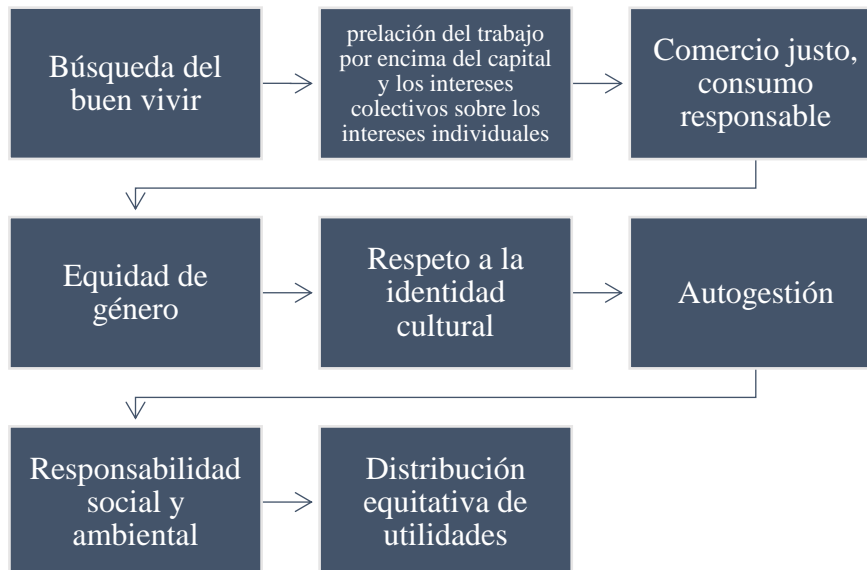 Búsqueda del
buen vivir
prelación del trabajo
por encima del capital
y los intereses
colectivos sobre los
intereses individuales
Comercio justo,
consumo
responsable
Equidad de
género
Respeto a la
identidad
cultural
Autogestión
Responsabilidad
social y
ambiental
Distribución
equitativa de
utilidades